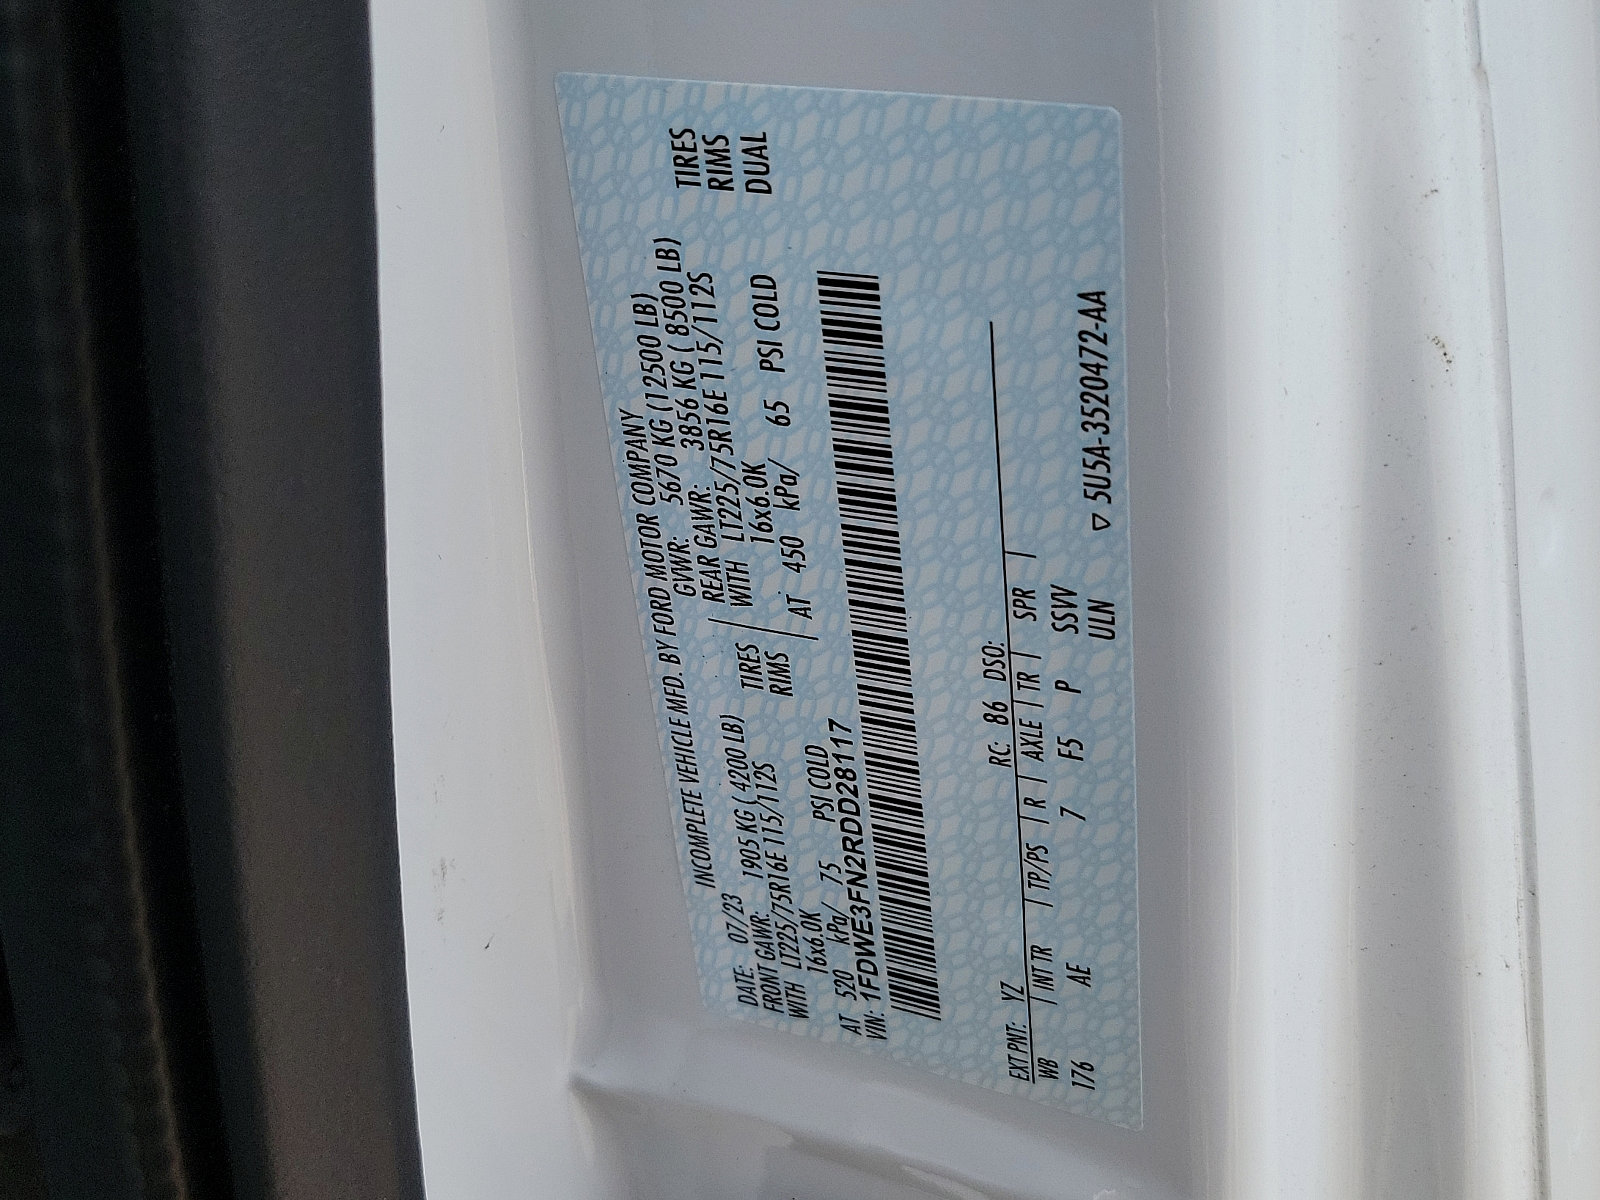 INCOMPLETE VEHICLE MFD. BY FORD MOTOR COMPANY
DATE: 07/23 GVWR: 5670 KG (12500 LB)
FRONT GAWR: 1905 KG ( 4200 LB) REAR GAWR: 3856 KG ( 8500 LB)
WITH LT225/75R16E 115/112S TIRES WITH LT225/75R16E 115/112S TIRES
16x6.0K RIMS 16x6.0K RIMS
AT 520 kPa/ 75 PSI COLD AT 450 kPa/ 65 PSI COLD DUAL
VIN: 1FDWE3FN2RDD28117
EXT PNT: YZ RC: 86 DSO:
WB | INT TR | TP/PS | R | AXLE | TR | SPR |
176 AE 7 F5 P SSVV
ULN
▽ 5U5A-3520472-AA